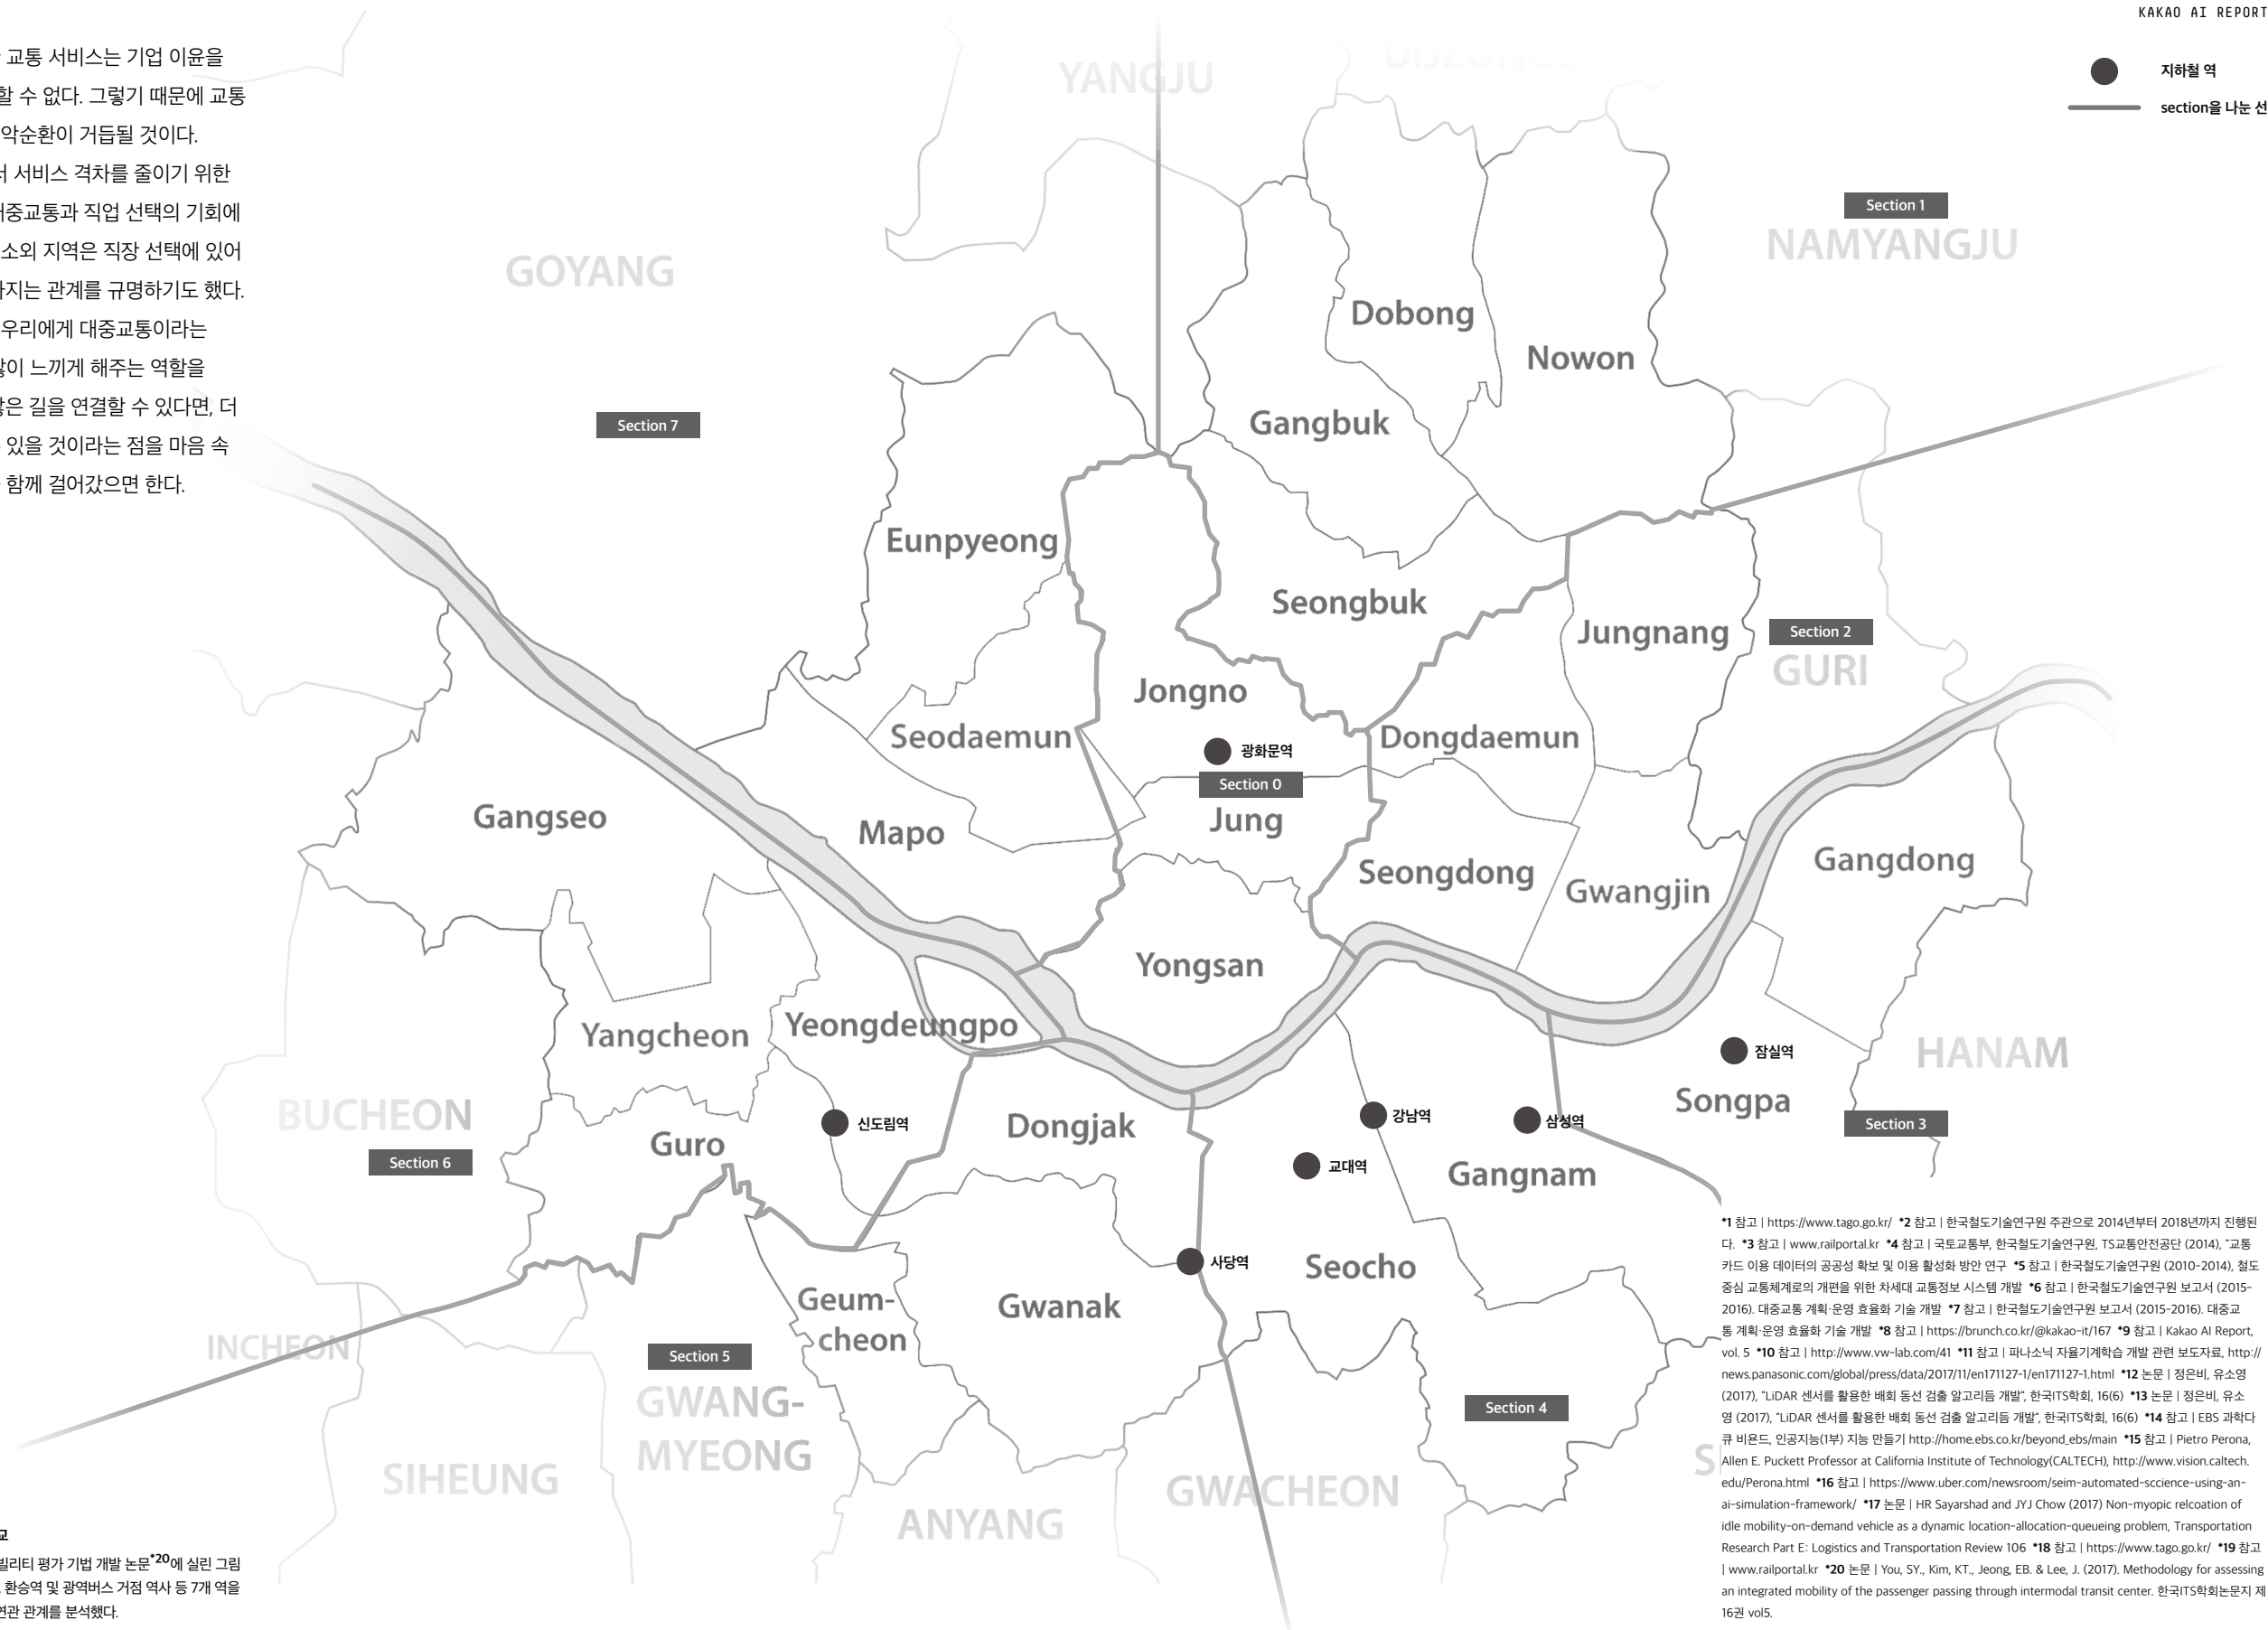 KAKAO AI REPORT
교통 서비스는 기업 이윤을
할 수 없다. 그렇기 때문에 교통
악순환이 거듭될 것이다.
서비스 격차를 줄이기 위한
대중교통과 직업 선택의 기회에
소외 지역은 직장 선택에 있어
관계를 규명하기도 했다.
우리에게 대중교통이라는
많이 느끼게 해주는 역할을
많은 길을 연결할 수 있다면, 더
있을 것이라는 점을 마음 속
함께 걸어갔으면 한다.
지하철 역
section을 나눈 선
YANGJU
Section 1
NAMYANGJU
GOYANG
Dobong
Nowon
Section 7
Gangbuk
Eunpyeong
Seongbuk
Jungnang
Section 2
GURI
Jongno
Seodaemun
광화문역
Dongdaemun
Section 0
Gangseo
Mapo
Jung
Seongdong
Gwangjin
Gangdong
Yongsan
Yangcheon
Yeongdeungpo
잠실역
HANAM
BUCHEON
Songpa
신도림역
Dongjak
강남역
삼성역
Section 3
Guro
Section 6
교대역
Gangnam
사당역
Seocho
Geum-
cheon
Gwanak
INCHEON
Section 5
GWANG-
MYEONG
Section 4
SIHEUNG
GWACHEON
ANYANG
빌리티 평가 기법 개발 논문*20에 실린 그림
환승역 및 광역버스 거점 역사 등 7개 역을
연관 관계를 분석했다.
*1 참고 | https://www.tago.go.kr/ *2 참고 | 한국철도기술연구원 주관으로 2014년부터 2018년까지 진행된
다. *3 참고 | www.railportal.kr *4 참고 | 국토교통부, 한국철도기술연구원, TS교통안전공단 (2014), "교통
카드 이용 데이터의 공공성 확보 및 이용 활성화 방안 연구 *5 참고 | 한국철도기술연구원 (2010-2014), 철도
중심 교통체계로의 개편을 위한 차세대 교통정보 시스템 개발 *6 참고 | 한국철도기술연구원 보고서 (2015-
2016). 대중교통 계획·운영 효율화 기술 개발 *7 참고 | 한국철도기술연구원 보고서 (2015-2016). 대중교
통 계획·운영 효율화 기술 개발 *8 참고 | https://brunch.co.kr/@kakao-it/167 *9 참고 | Kakao AI Report,
vol. 5 *10 참고 | http://www.vw-lab.com/41 *11 참고 | 파나소닉 자율기계학습 개발 관련 보도자료, http://
news.panasonic.com/global/press/data/2017/11/en171127-1/en171127-1.html *12 논문 | 정은비, 유소영
(2017), "LiDAR 센서를 활용한 배회 동선 검출 알고리듬 개발", 한국ITS학회, 16(6) *13 논문 | 정은비, 유소
영 (2017), "LiDAR 센서를 활용한 배회 동선 검출 알고리듬 개발", 한국ITS학회, 16(6) *14 참고 | EBS 과학다
큐 비욘드, 인공지능(1부) 지능 만들기 http://home.ebs.co.kr/beyond_ebs/main *15 참고 | Pietro Perona,
Allen E. Puckett Professor at California Institute of Technology(CALTECH), http://www.vision.caltech.
edu/Perona.html *16 참고 | https://www.uber.com/newsroom/seim-automated-sccience-using-an-
ai-simulation-framework/ *17 논문 | HR Sayarshad and JYJ Chow (2017) Non-myopic relcoation of
idle mobility-on-demand vehicle as a dynamic location-allocation-queueing problem, Transportation
Research Part E: Logistics and Transportation Review 106 *18 참고 | https://www.tago.go.kr/ *19 참고
| www.railportal.kr *20 논문 | You, SY., Kim, KT., Jeong, EB. & Lee, J. (2017). Methodology for assessing
an integrated mobility of the passenger passing through intermodal transit center. 한국ITS학회논문지 제
16권 vol5.